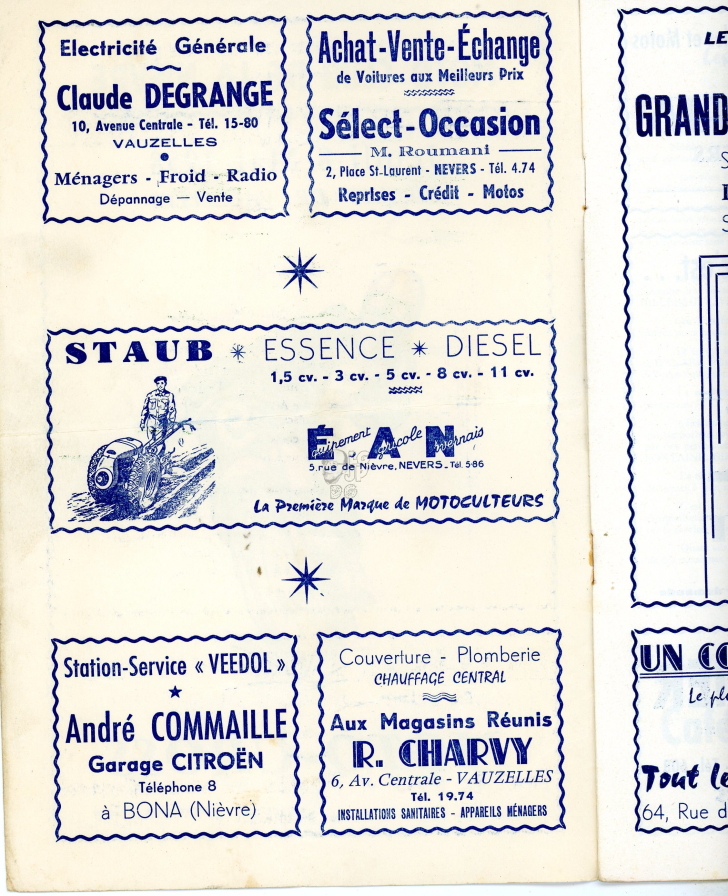 Electricité Générale
Claude DEGRANGE
10, Avenue Centrale - Tél. 15-80
VAUZELLES
Ménagers - Froid - Radio
Dépannage — Vente
Achat-Vente-Échange
de Voitures aux Meilleurs Prix
Sélect-Occasion
M. Roumani
2, Place St-Laurent - NEVERS - Tél. 4.74
Reprises - Crédit - Motos
STAUB * ESSENCE * DIESEL
1,5 cv. - 3 cv. - 5 cv. - 8 cv. - 11 cv.
Équipement Agricole Nivernais
5, rue de Nièvre, NEVERS - Tél. 5-86
La Première Marque de MOTOCULTEURS
Station-Service « VEEDOL »
André COMMAILLE
Garage CITROËN
Téléphone 8
à BONA (Nièvre)
Couverture - Plomberie
CHAUFFAGE CENTRAL
Aux Magasins Réunis
R. CHARVY
6, Av. Centrale - VAUZELLES
Tél. 19.74
INSTALLATIONS SANITAIRES - APPAREILS MÉNAGERS
LE
GRAND
S
S
UN CO
Le pl
Tout le
64, Rue d